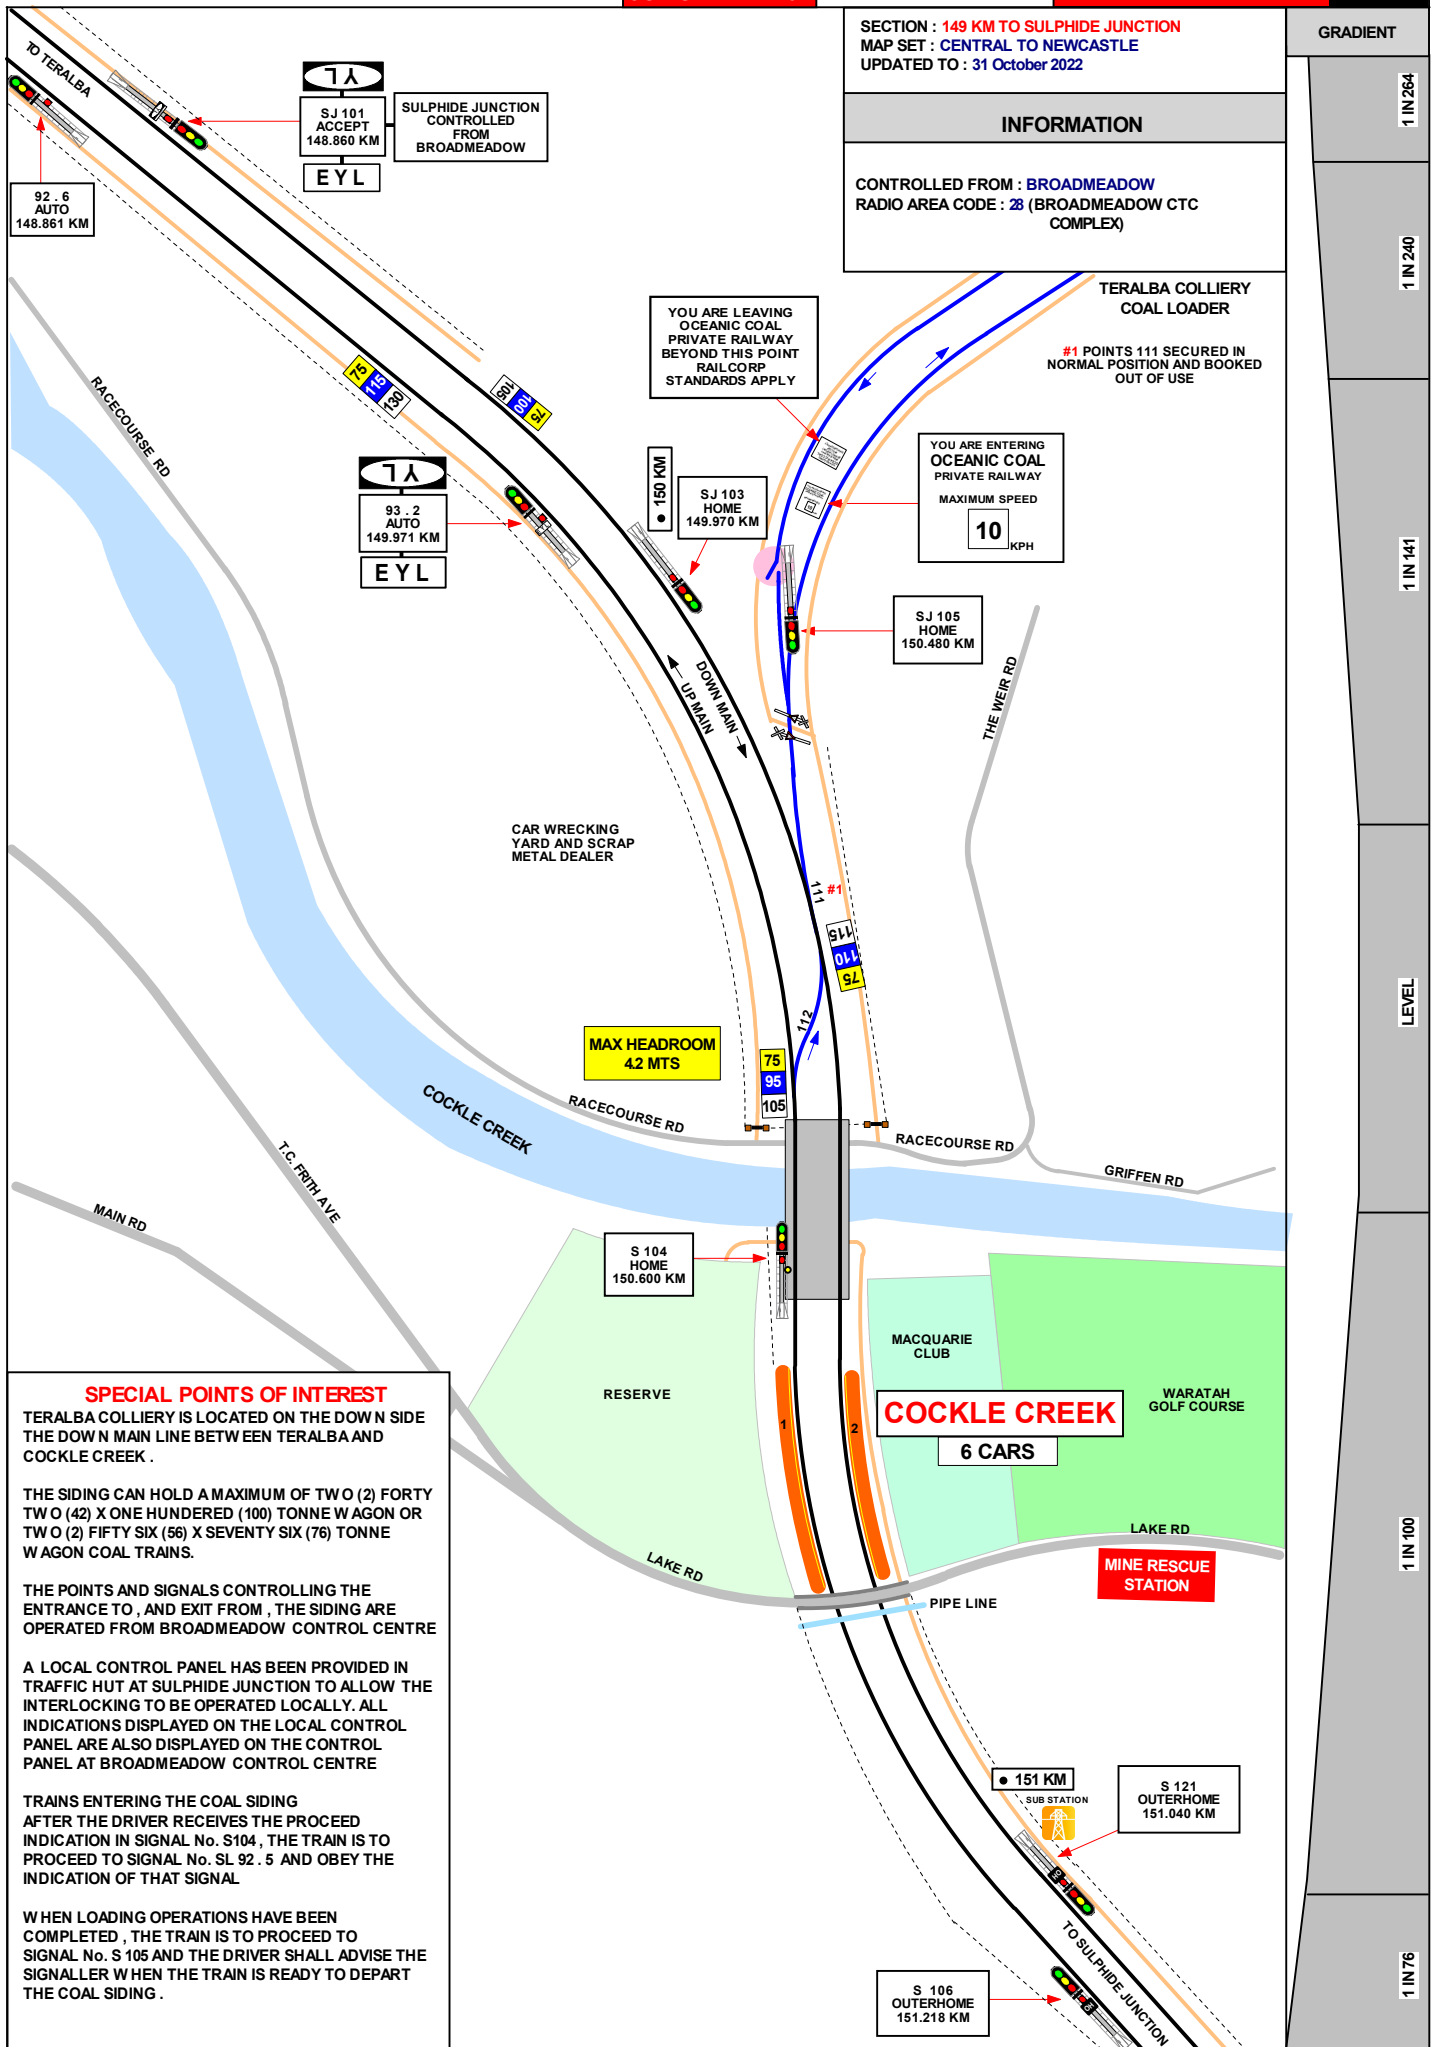 SECTION : 149 KM TO SULPHIDE JUNCTION
MAP SET : CENTRAL TO NEWCASTLE
UPDATED TO : 31 October 2022
INFORMATION
CONTROLLED FROM : BROADMEADOW
RADIO AREA CODE : 28 (BROADMEADOW CTC
COMPLEX)
GRADIENT
1 IN 264
1 IN 240
1 IN 141
LEVEL
1 IN 100
1 IN 76
TO TERALBA
YL
SJ 101
ACCEPT
148.860 KM
EYL
SULPHIDE JUNCTION
CONTROLLED
FROM
BROADMEADOW
92 . 6
AUTO
148.861 KM
RACECOURSE RD
75
115
130
105
100
75
YOU ARE LEAVING
OCEANIC COAL
PRIVATE RAILWAY
BEYOND THIS POINT
RAILCORP
STANDARDS APPLY
TERALBA COLLIERY
COAL LOADER
#1 POINTS 111 SECURED IN
NORMAL POSITION AND BOOKED
OUT OF USE
YOU ARE ENTERING
OCEANIC COAL
PRIVATE RAILWAY
MAXIMUM SPEED
10
KPH
YL
93 . 2
AUTO
149.971 KM
EYL
150 KM
SJ 103
HOME
149.970 KM
SJ 105
HOME
150.480 KM
THE WEIR RD
UP MAIN
DOWN MAIN
CAR WRECKING
YARD AND SCRAP
METAL DEALER
111
#1
115
110
75
112
MAX HEADROOM
4.2 MTS
75
95
105
COCKLE CREEK
RACECOURSE RD
RACECOURSE RD
GRIFFEN RD
T.C. FRITH AVE
MAIN RD
S 104
HOME
150.600 KM
RESERVE
MACQUARIE
CLUB
WARATAH
GOLF COURSE
1
2
COCKLE CREEK
6 CARS
LAKE RD
LAKE RD
MINE RESCUE
STATION
PIPE LINE
151 KM
SUB STATION
S 121
OUTERHOME
151.040 KM
S 106
OUTERHOME
151.218 KM
TO SULPHIDE JUNCTION
SPECIAL POINTS OF INTEREST
TERALBA COLLIERY IS LOCATED ON THE DOWN SIDE
THE DOWN MAIN LINE BETWEEN TERALBA AND
COCKLE CREEK .
THE SIDING CAN HOLD A MAXIMUM OF TWO (2) FORTY
TWO (42) X ONE HUNDERED (100) TONNE WAGON OR
TWO (2) FIFTY SIX (56) X SEVENTY SIX (76) TONNE
WAGON COAL TRAINS.
THE POINTS AND SIGNALS CONTROLLING THE
ENTRANCE TO , AND EXIT FROM , THE SIDING ARE
OPERATED FROM BROADMEADOW CONTROL CENTRE
A LOCAL CONTROL PANEL HAS BEEN PROVIDED IN
TRAFFIC HUT AT SULPHIDE JUNCTION TO ALLOW THE
INTERLOCKING TO BE OPERATED LOCALLY. ALL
INDICATIONS DISPLAYED ON THE LOCAL CONTROL
PANEL ARE ALSO DISPLAYED ON THE CONTROL
PANEL AT BROADMEADOW CONTROL CENTRE
TRAINS ENTERING THE COAL SIDING
AFTER THE DRIVER RECEIVES THE PROCEED
INDICATION IN SIGNAL No. S104 , THE TRAIN IS TO
PROCEED TO SIGNAL No. SL 92 . 5 AND OBEY THE
INDICATION OF THAT SIGNAL
WHEN LOADING OPERATIONS HAVE BEEN
COMPLETED , THE TRAIN IS TO PROCEED TO
SIGNAL No. S 105 AND THE DRIVER SHALL ADVISE THE
SIGNALLER WHEN THE TRAIN IS READY TO DEPART
THE COAL SIDING .